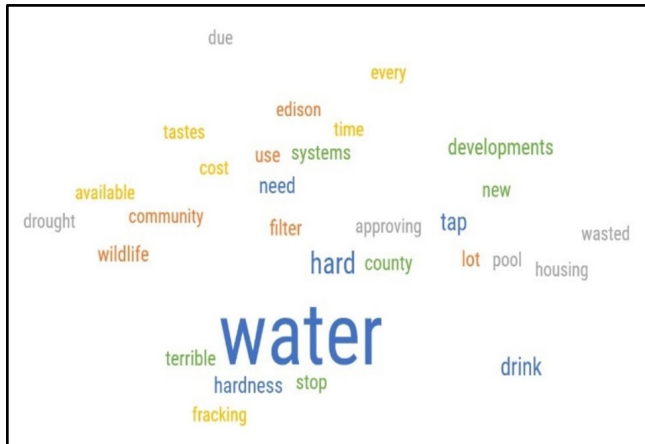 due
every
edison
tastes time
use systems developments
cost
need
available new
drought community filter approving tap
wasted
wildlife hard county lot pool housing
water
terrible drink
hardness stop
fracking